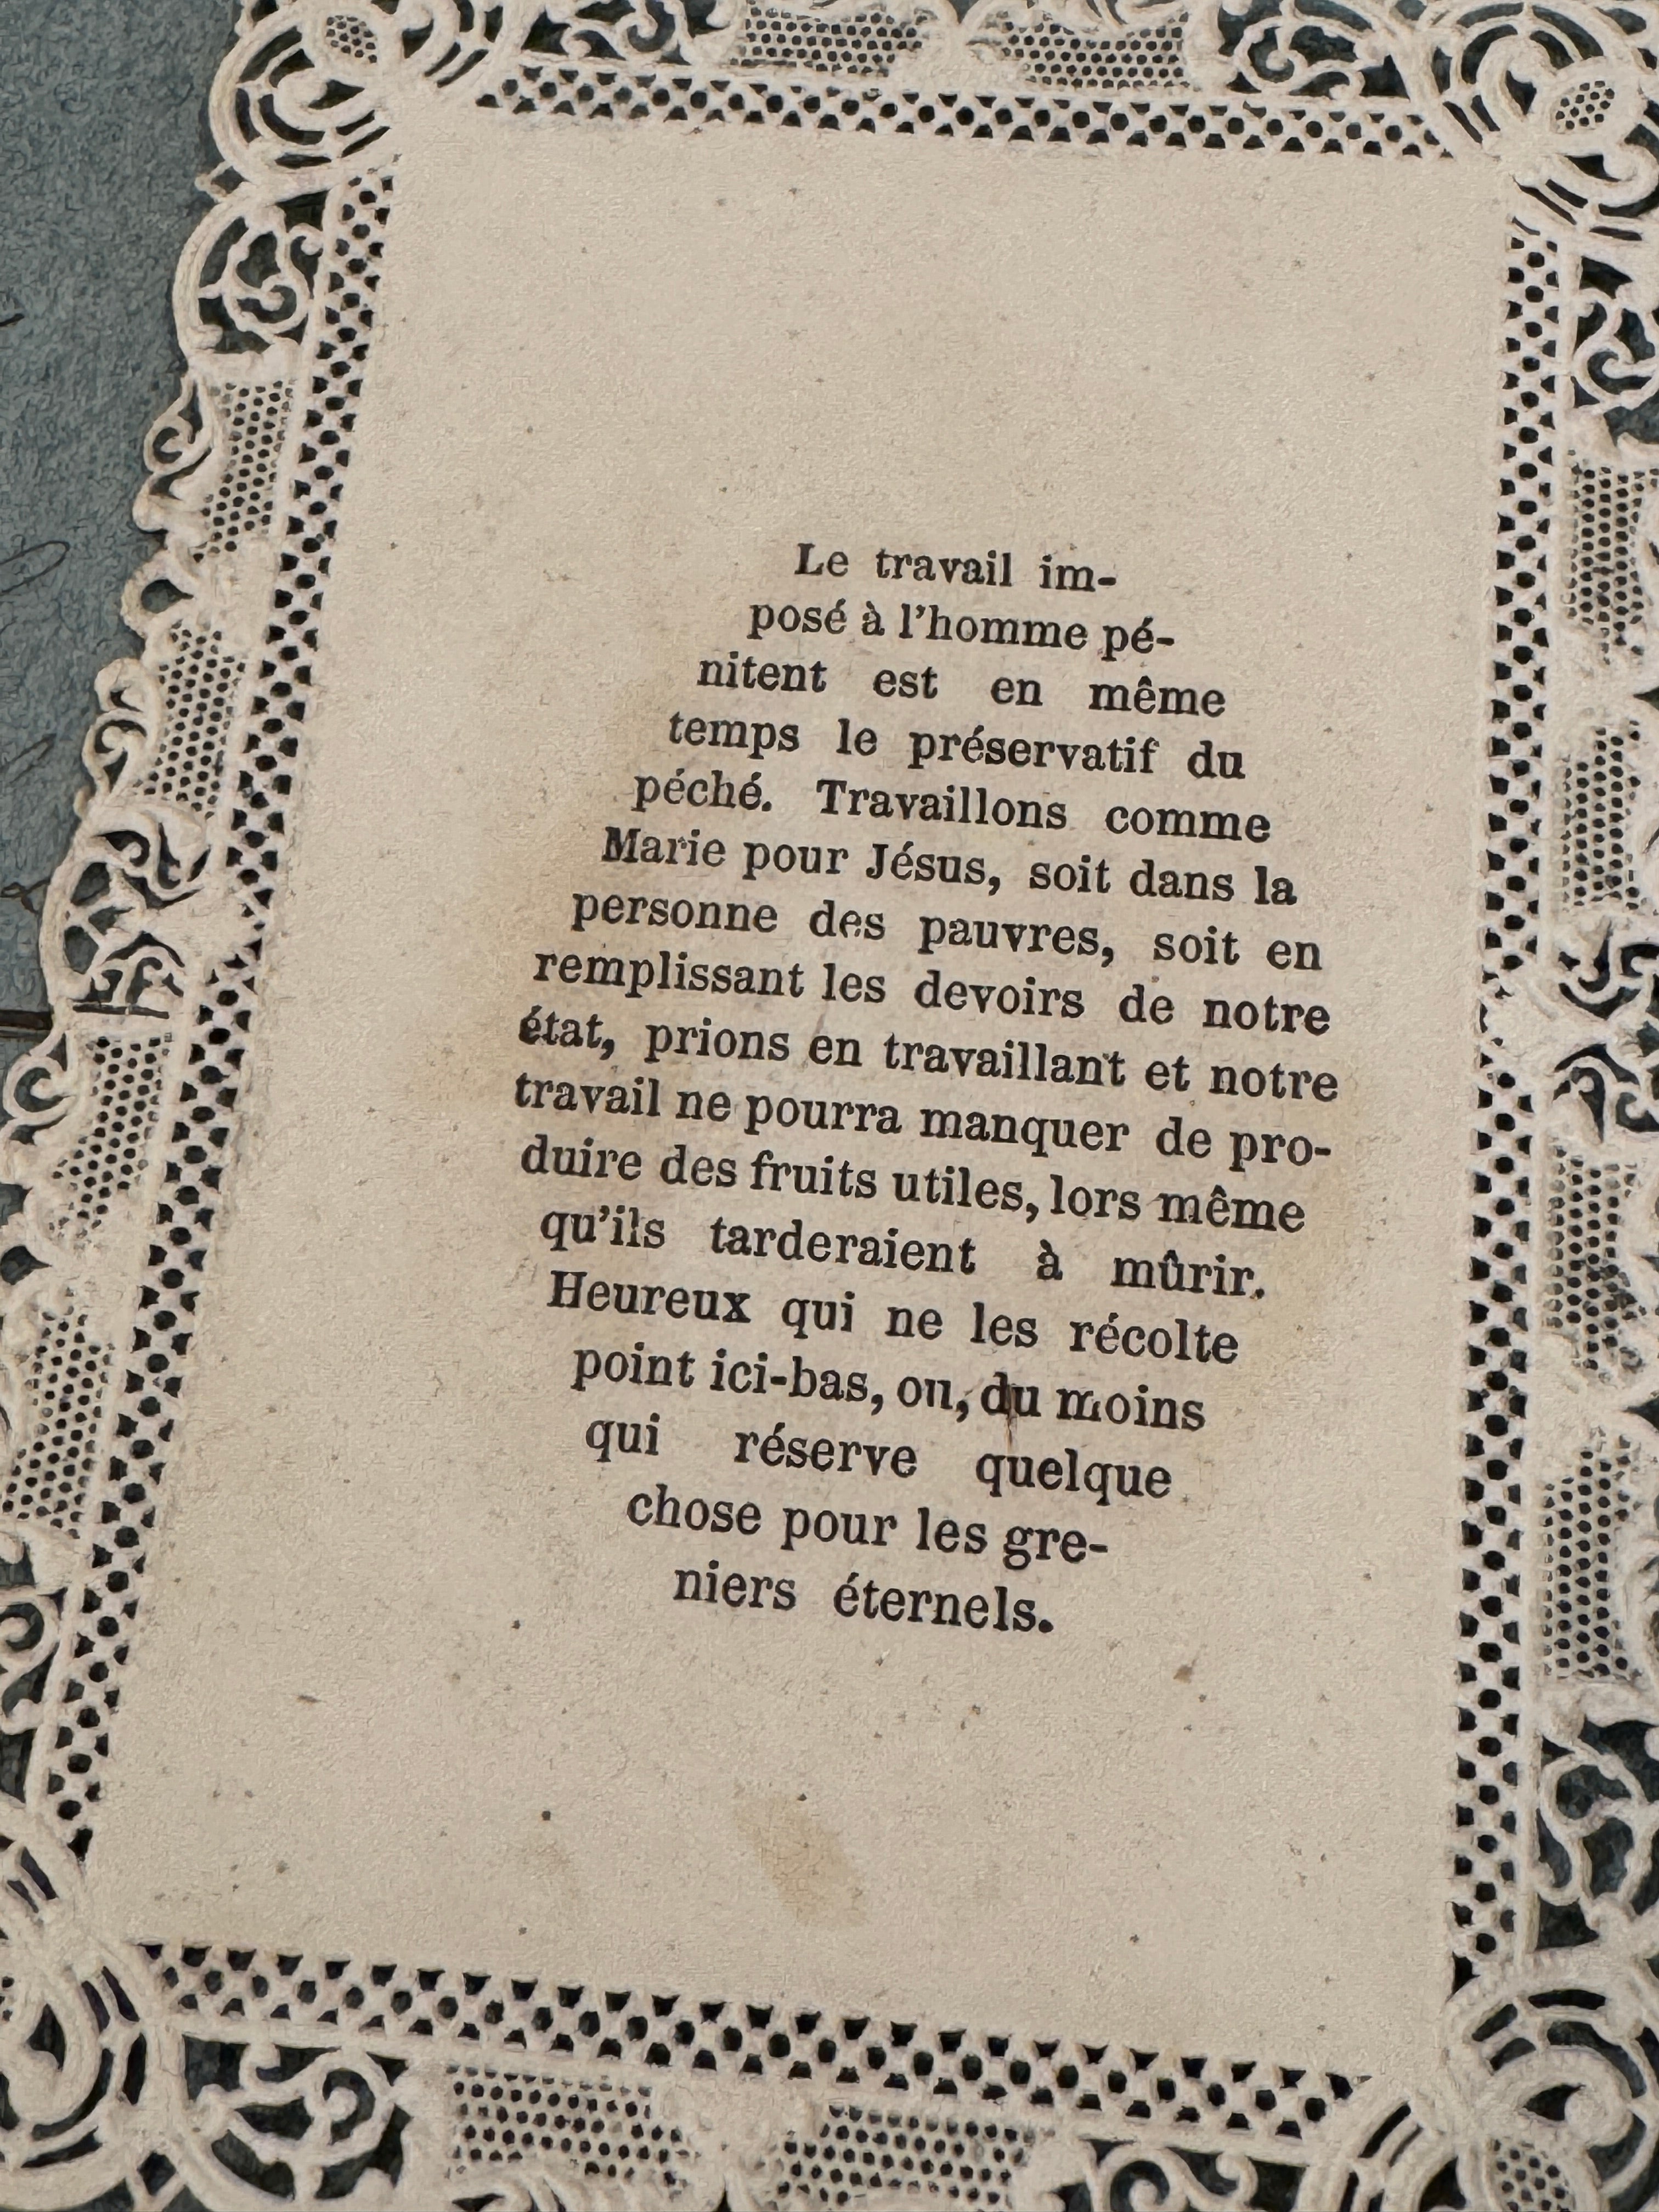 Le travail im-
posé à l'homme pé-
nitent est en même
temps le préservatif du
péché. Travaillons comme
Marie pour Jésus, soit dans la
personne des pauvres, soit en
remplissant les devoirs de notre
état, prions en travaillant et notre
travail ne pourra manquer de pro-
duire des fruits utiles, lors même
qu'ils tarderaient à mûrir.
Heureux qui ne les récolte
point ici-bas, ou, du moins
qui réserve quelque
chose pour les gre-
niers éternels.